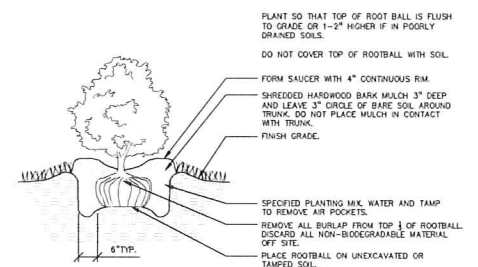 PLANT SO THAT TOP OF ROOT BALL IS FLUSH
TO GRADE OR 1-2" HIGHER IF IN POORLY
DRAINED SOILS.
DO NOT COVER TOP OF ROOTBALL WITH SOIL.
FORM SAUCER WITH 4" CONTINUOUS RIM.
SHREDDED HARDWOOD BARK MULCH 3" DEEP
AND LEAVE 3" CIRCLE OF BARE SOIL AROUND
TRUNK. DO NOT PLACE MULCH IN CONTACT
WITH TRUNK.
FINISH GRADE.
SPECIFIED PLANTING MIX. WATER AND TAMP
TO REMOVE AIR POCKETS.
REMOVE ALL BURLAP FROM TOP OF ROOTBALL.
DISCARD ALL NON-BIODEGRADABLE MATERIAL
OFF SITE.
6"TYP.
PLACE ROOTBALL ON UNEXCAVATED OR
TAMPED SOIL.